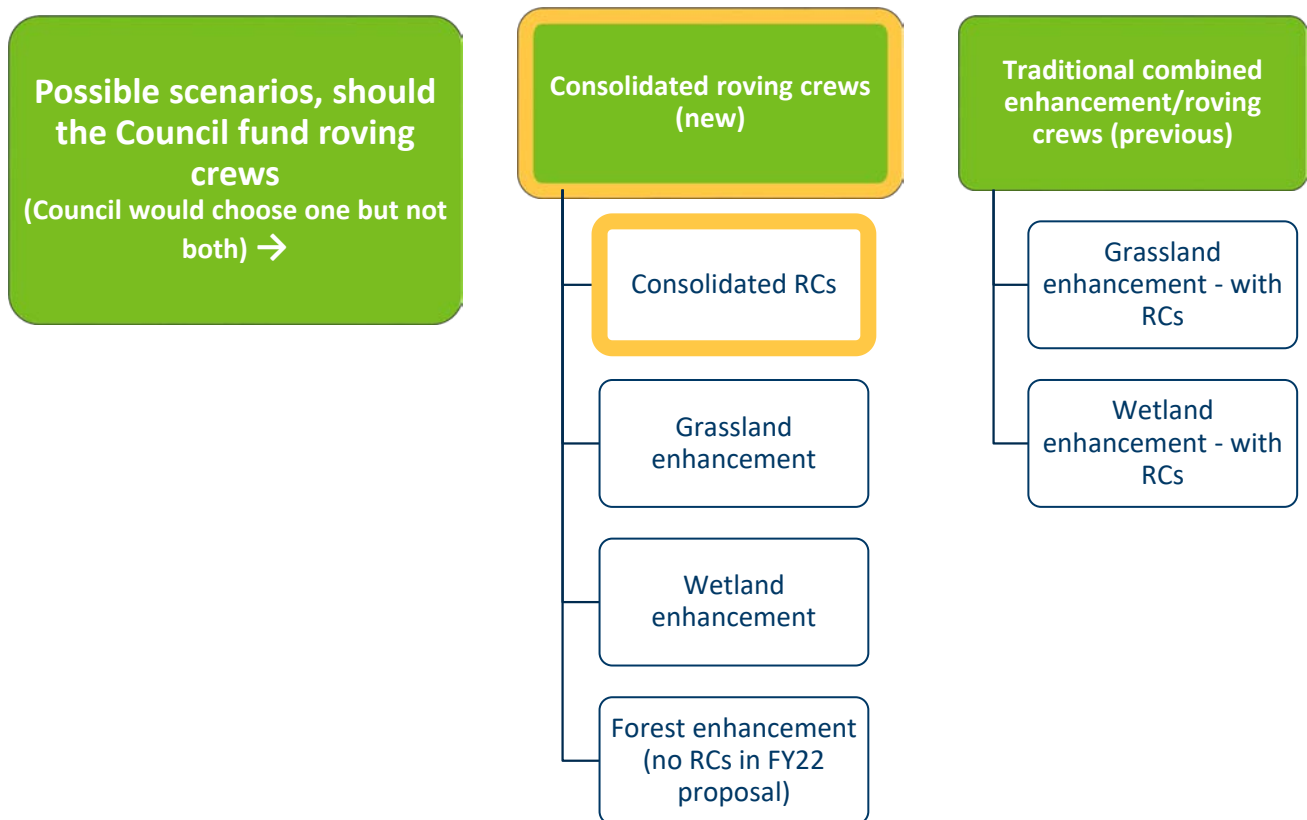 Possible scenarios, should
the Council fund roving
crews
(Council would choose one but not
both) →
Consolidated roving crews
(new)
Consolidated RCs
Grassland
enhancement
Wetland
enhancement
Forest enhancement
(no RCs in FY22
proposal)
Traditional combined
enhancement/roving
crews (previous)
Grassland
enhancement - with
RCs
Wetland
enhancement - with
RCs